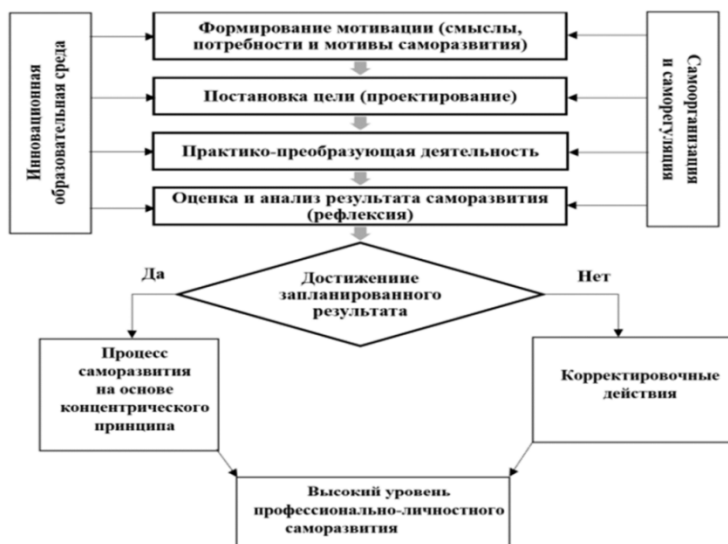 Формирование мотивации (смыслы,
потребности и мотивы саморазвития)
Инновационная
образовательная среда
Самоорганизация
и саморегуляция
Постановка цели (проектирование)
Практико-преобразующая деятельность
Оценка и анализ результата саморазвития
(рефлексия)
Да
Достижениие
запланированного
результата
Нет
Процесс
саморазвития
на основе
концентрического
принципа
Корректировочные
действия
Высокий уровень
профессионально-личностного
саморазвития